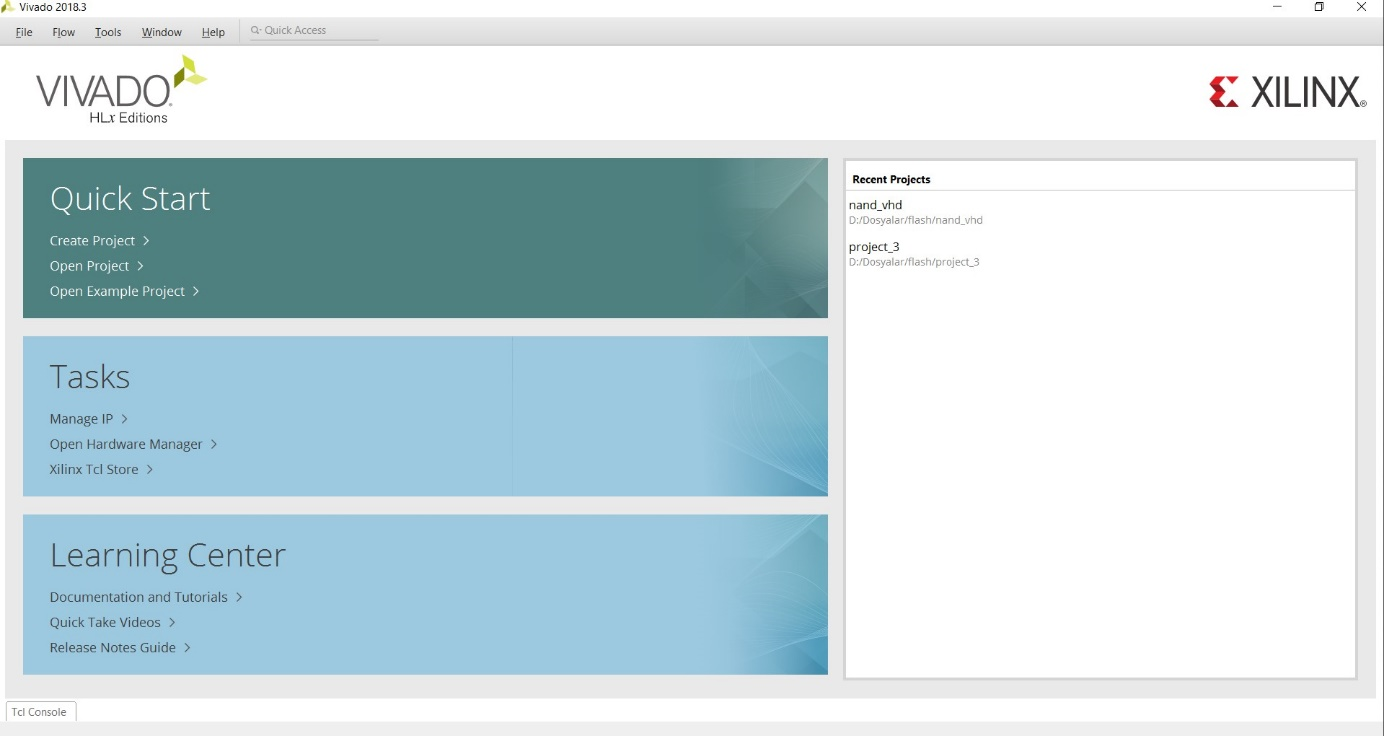 Vivado 2018.3
File Flow Tools Window Help Quick Access
VIVADO®
HLx Editions
XILINX®
Quick Start
Create Project >
Open Project >
Open Example Project >
Tasks
Manage IP >
Open Hardware Manager >
Xilinx Tcl Store >
Learning Center
Documentation and Tutorials >
Quick Take Videos >
Release Notes Guide >
Recent Projects
nand_vhd
D:/Dosyalar/flash/nand_vhd
project_3
D:/Dosyalar/flash/project_3
Tcl Console